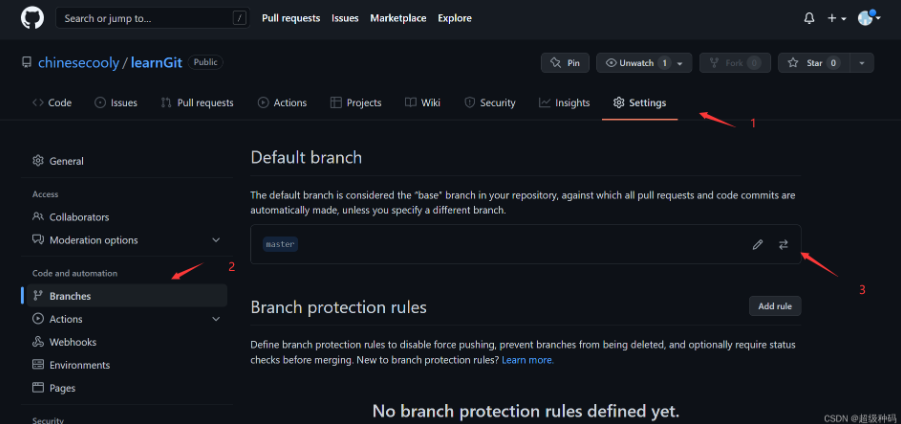 Search or jump to... / Pull requests Issues Marketplace Explore
chinesecooly / learnGit Public Pin Unwatch 1 Fork 0 Star 0
Code Issues Pull requests Actions Projects Wiki Security Insights Settings
1
General
Access
Collaborators
Moderation options
Code and automation
2
Branches
Actions
Webhooks
Environments
Pages
Security
Default branch
The default branch is considered the “base” branch in your repository, against which all pull requests and code commits are
automatically made, unless you specify a different branch.
master
3
Branch protection rules Add rule
Define branch protection rules to disable force pushing, prevent branches from being deleted, and optionally require status
checks before merging. New to branch protection rules? Learn more.
No branch protection rules defined yet.
CSDN @超级种码